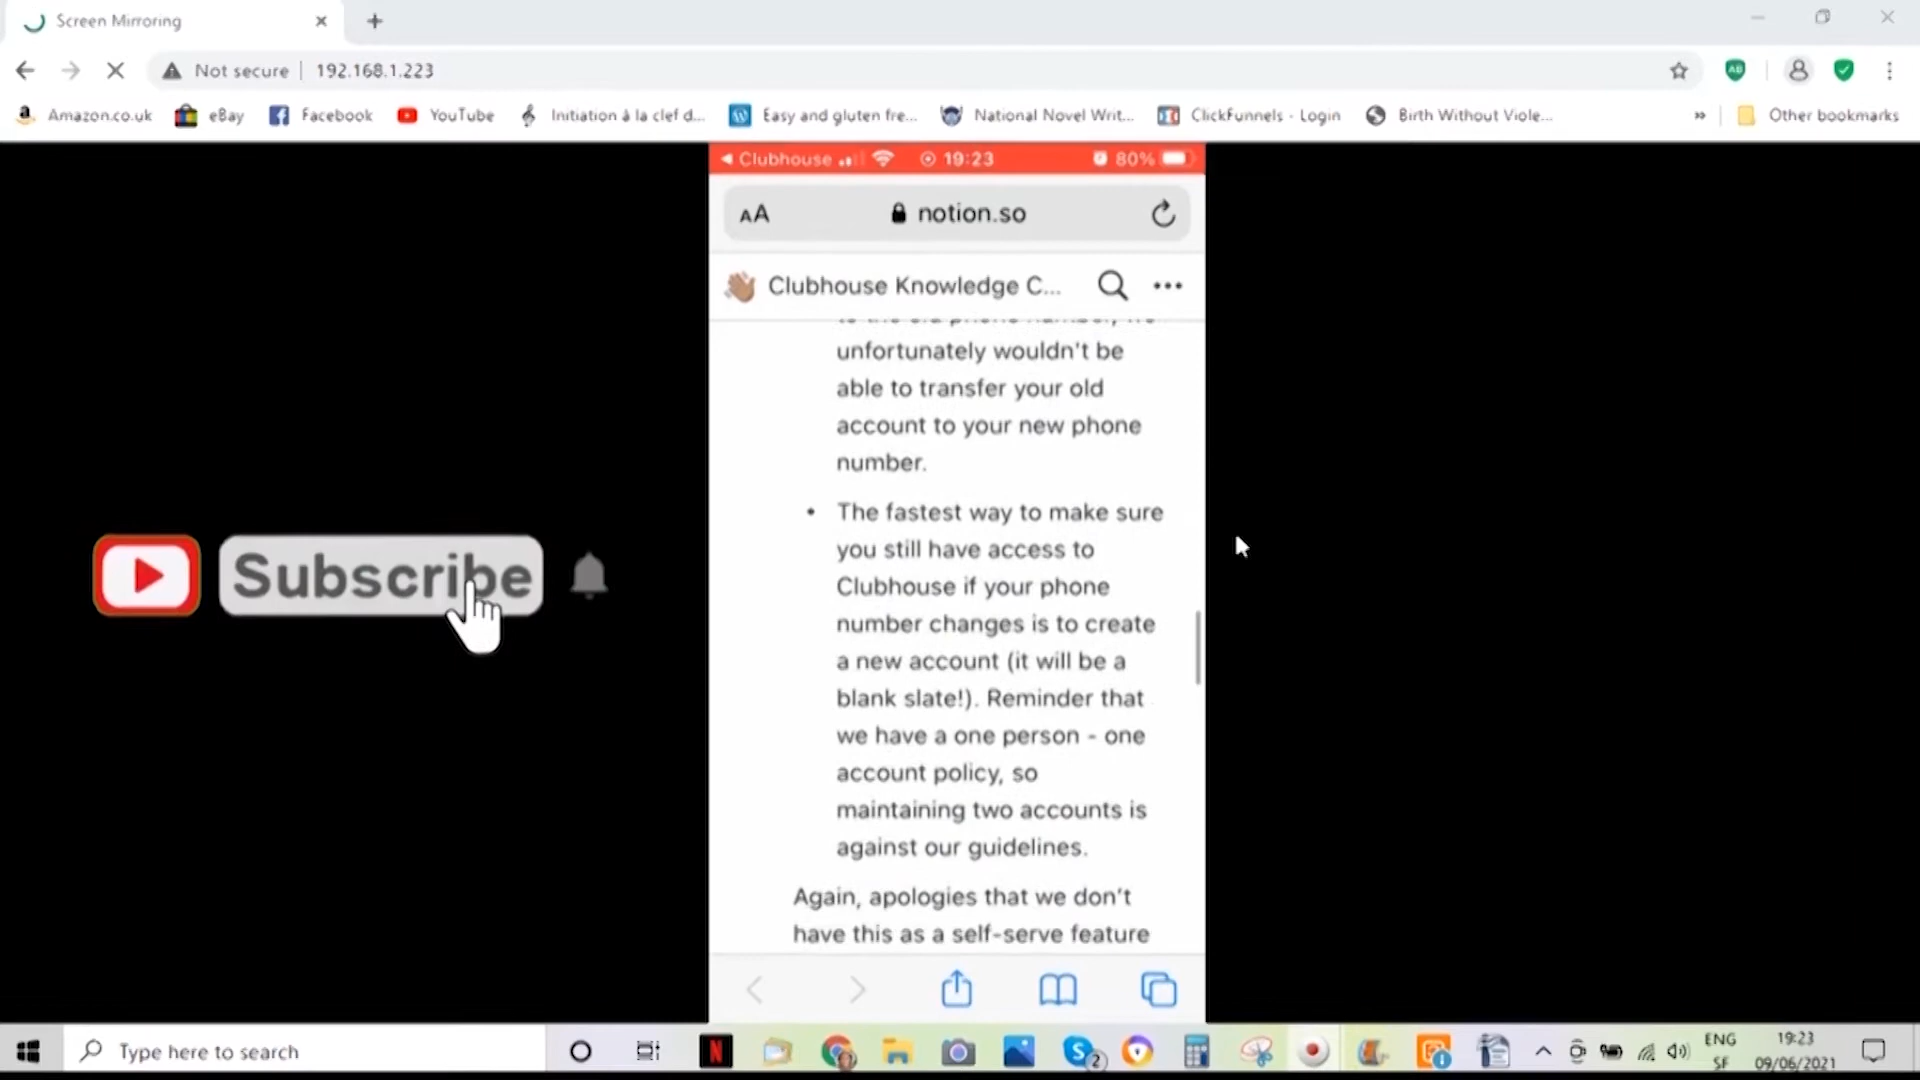 Screen Mirroring
Not secure 192.168.1.223
Amazon.co.uk eBay Facebook YouTube Initiation à la clef d... Easy and gluten fre... National Novel Writ... ClickFunnels - Login Birth Without Viole... » Other bookmarks
Clubhouse 19:23 80%
AA notion.so
Clubhouse Knowledge C...
unfortunately wouldn't be
able to transfer your old
account to your new phone
number.
• The fastest way to make sure
you still have access to
Clubhouse if your phone
number changes is to create
a new account (it will be a
blank slate!). Reminder that
we have a one person - one
account policy, so
maintaining two accounts is
against our guidelines.
Again, apologies that we don't
have this as a self-serve feature
Subscribe
Type here to search
ENG 19:23
SF 09/06/2021